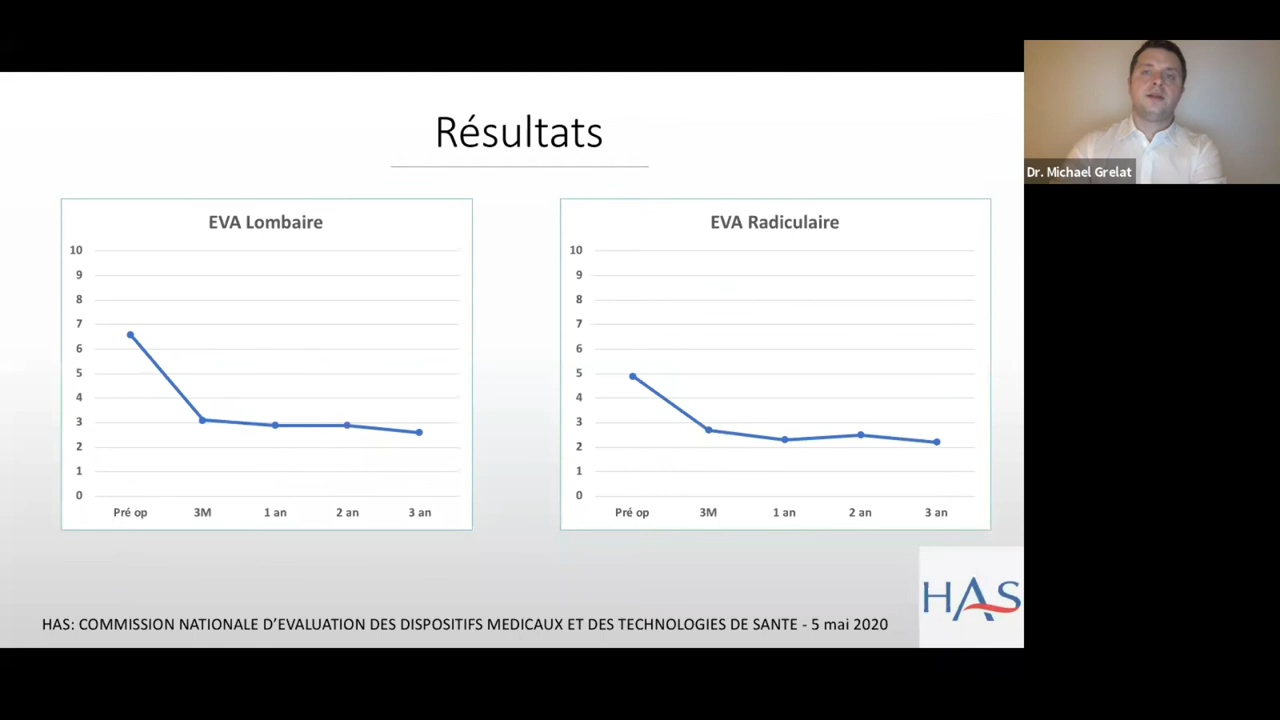 Résultats
EVA Lombaire
10
9
8
7
6
5
4
3
2
1
0
Pré op 3M 1 an 2 an 3 an
EVA Radiculaire
10
9
8
7
6
5
4
3
2
1
0
Pré op 3M 1 an 2 an 3 an
HAS: COMMISSION NATIONALE D’EVALUATION DES DISPOSITIFS MEDICAUX ET DES TECHNOLOGIES DE SANTE - 5 mai 2020
HAS
Dr. Michael Grelat